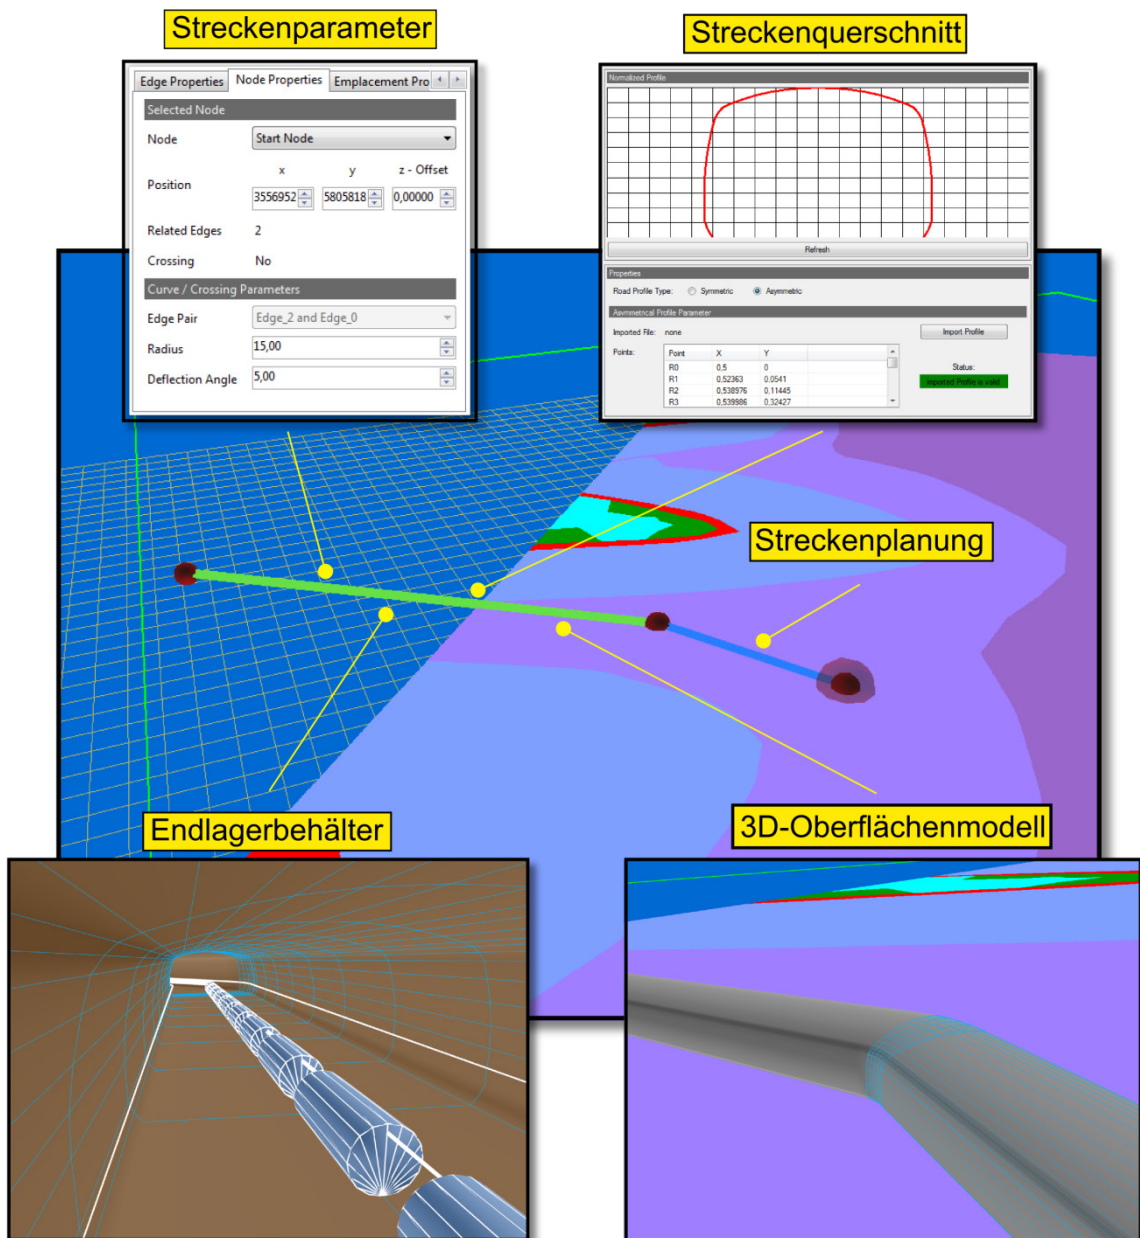 Streckenparameter
Streckenquerschnitt
Edge Properties Node Properties Emplacement Pro
Selected Node
Node Start Node
x y z - Offset
Position 3556952 5805818 0,00000
Related Edges 2
Crossing No
Curve / Crossing Parameters
Edge Pair Edge_2 and Edge_0
Radius 15,00
Deflection Angle 5,00
Normalized Profile
Refresh
Properties
Road Profile Type: Symmetric Asymmetric
Asymmetrical Profile Parameter
Imported File: none Import Profile
Points: Point X Y
Status:
R0 0,5 0
R1 0,52363 0,0541
Imported Profile is valid
R2 0,538976 0,11445
R3 0,539986 0,32427
Streckenplanung
Endlagerbehälter
3D-Oberflächenmodell